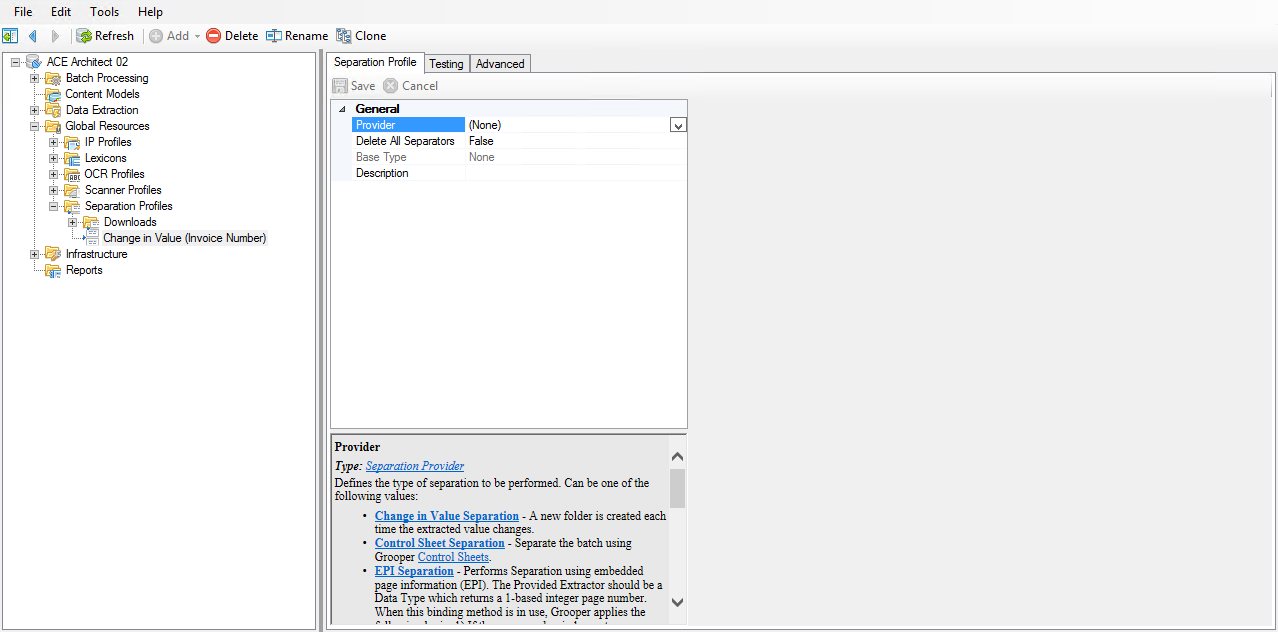 File Edit Tools Help
Refresh Add Delete Rename Clone
ACE Architect 02
Batch Processing
Content Models
Data Extraction
Global Resources
IP Profiles
Lexicons
OCR Profiles
Scanner Profiles
Separation Profiles
Downloads
Change in Value (Invoice Number)
Infrastructure
Reports
Separation Profile Testing Advanced
Save Cancel
General
Provider (None)
Delete All Separators False
Base Type None
Description
Provider
Type: Separation Provider
Defines the type of separation to be performed. Can be one of the
following values:
• Change in Value Separation - A new folder is created each
time the extracted value changes.
• Control Sheet Separation - Separate the batch using
Grooper Control Sheets.
• EPI Separation - Performs Separation using embedded
page information (EPI). The Provided Extractor should be a
Data Type which returns a 1-based integer page number.
When this binding method is in use, Grooper applies the